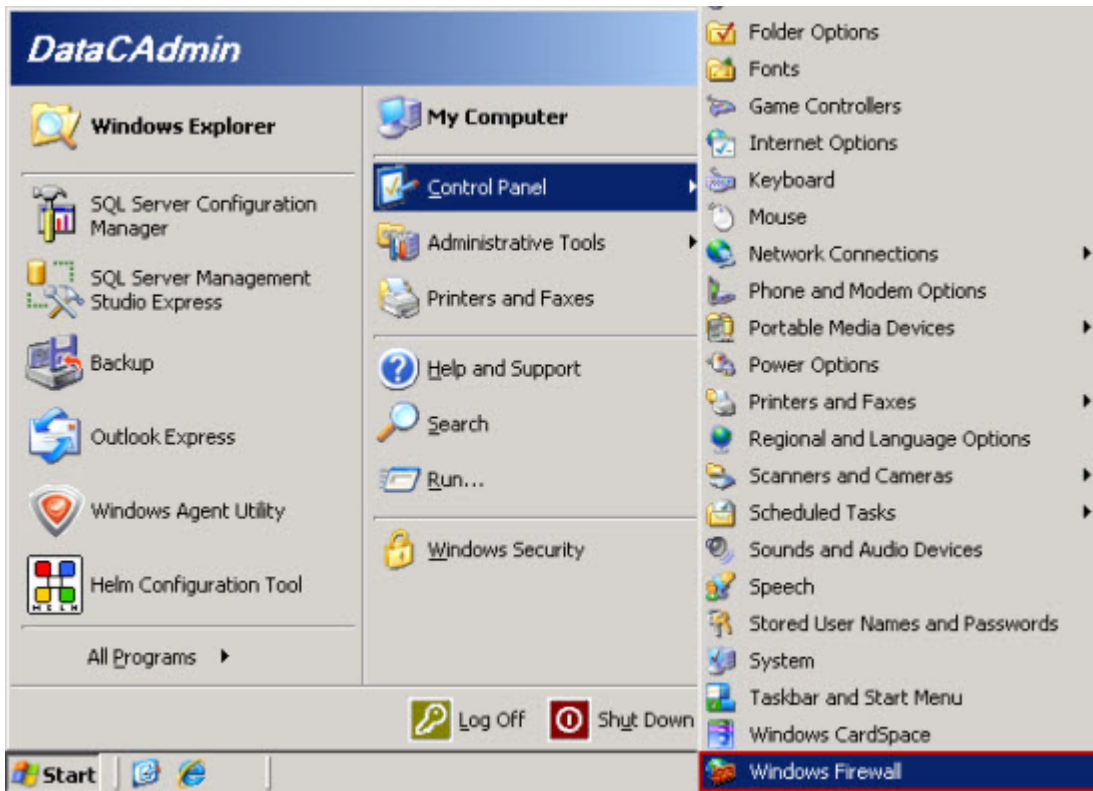 DataCAdmin
Windows Explorer
SQL Server Configuration
Manager
SQL Server Management
Studio Express
Backup
Outlook Express
Windows Agent Utility
HELM
Helm Configuration Tool
All Programs
My Computer
Control Panel
Administrative Tools
Printers and Faxes
Help and Support
Search
Run...
Windows Security
Log Off
Shut Down
Start
Folder Options
Fonts
Game Controllers
Internet Options
Keyboard
Mouse
Network Connections
Phone and Modem Options
Portable Media Devices
Power Options
Printers and Faxes
Regional and Language Options
Scanners and Cameras
Scheduled Tasks
Sounds and Audio Devices
Speech
Stored User Names and Passwords
System
Taskbar and Start Menu
Windows CardSpace
Windows Firewall